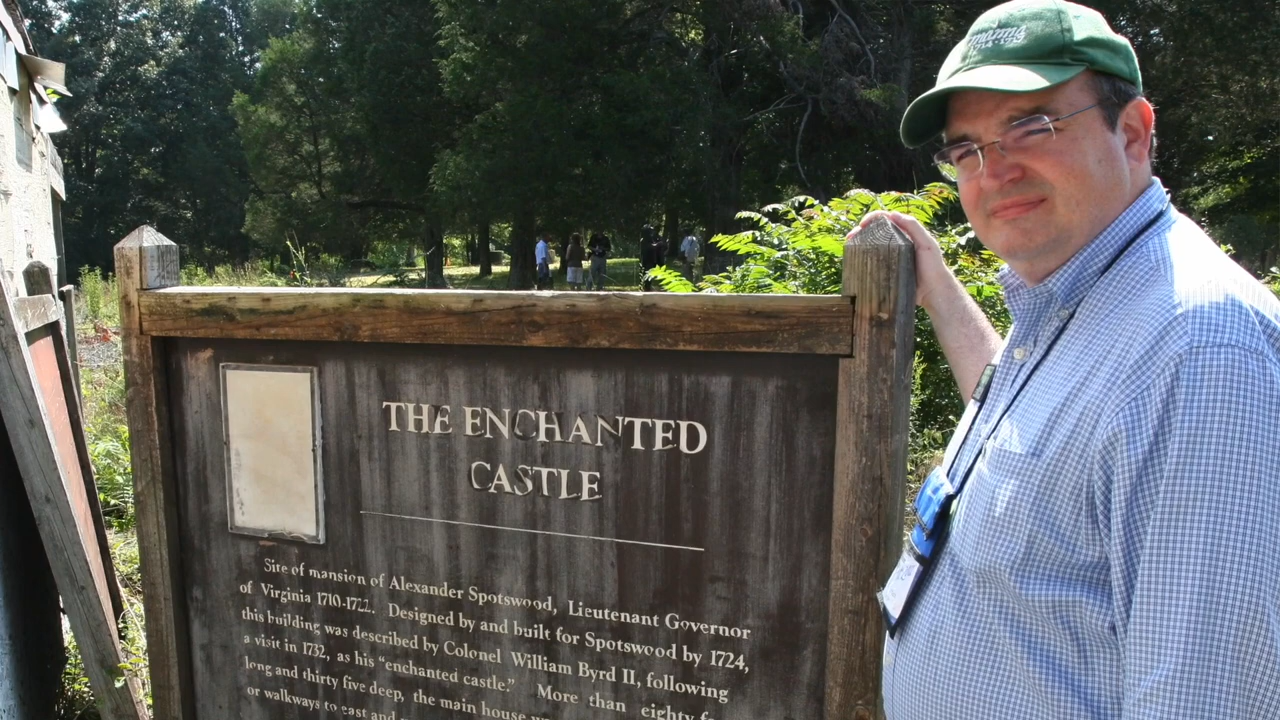 THE ENCHANTED
CASTLE
Site of mansion of Alexander Spotswood, Lieutenant Governor
of Virginia 1710-1722. Designed by and built for Spotswood by 1724,
this building was described by Colonel William Byrd II, following
a visit in 1732, as his "enchanted castle." More than eighty
long and thirty five deep, the main house
or walkways to east and